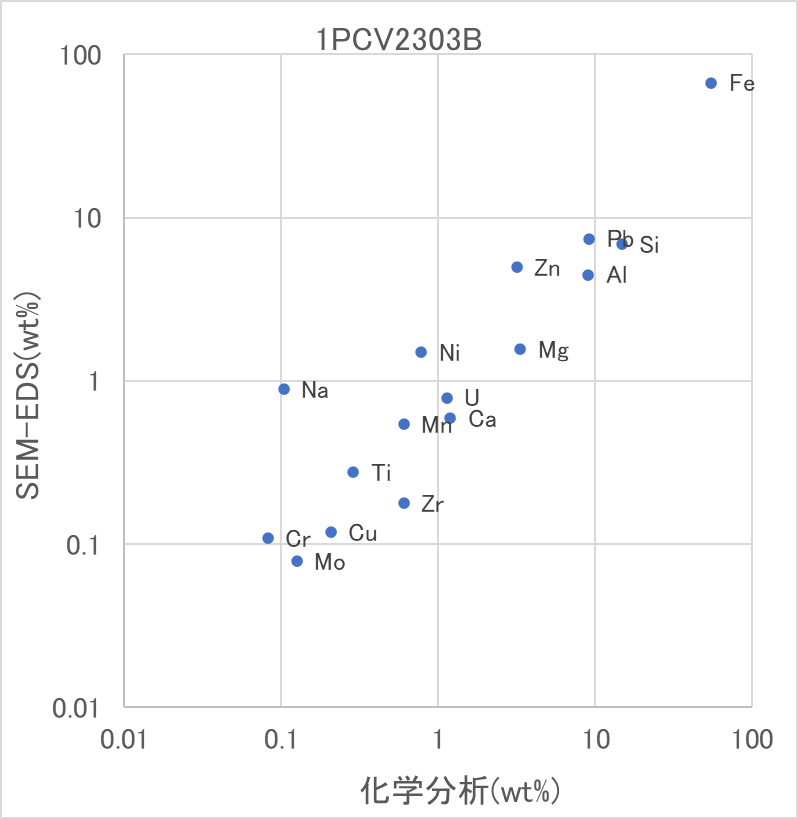 1PCV2303B
100
Fe
10
Pb
Si
Zn
Al
Ni
Mg
1
Na
U
Ca
Mn
Ti
Zr
Cu
Cr
0.1
Mo
0.01
0.01 0.1 1 10 100
SEM-EDS(wt%)
化学分析(wt%)